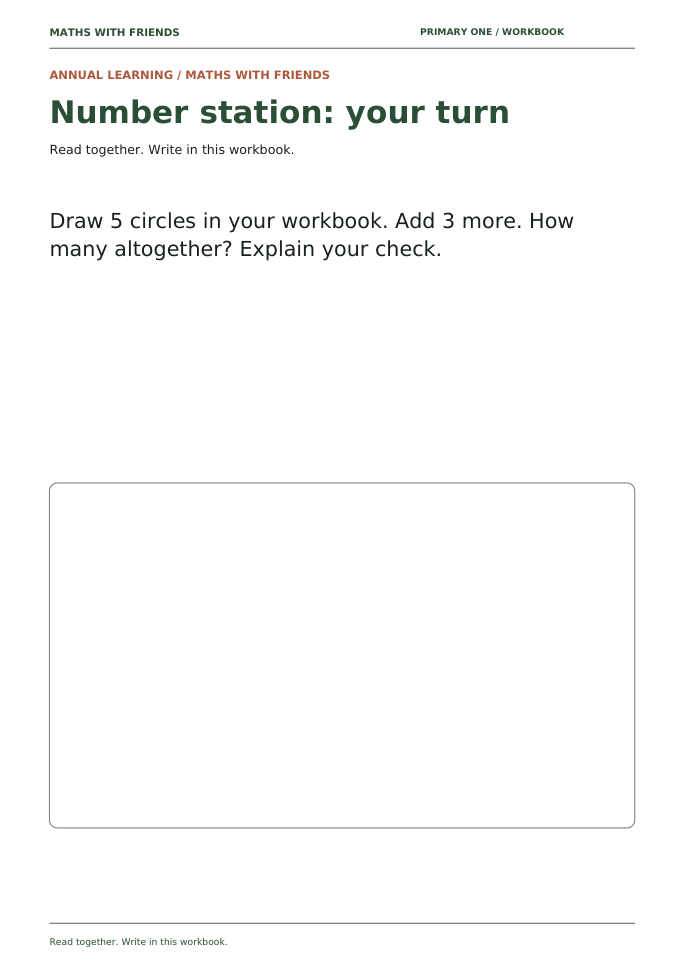 MATHS WITH FRIENDS
PRIMARY ONE / WORKBOOK
ANNUAL LEARNING / MATHS WITH FRIENDS
Number station: your turn
Read together. Write in this workbook.
Draw 5 circles in your workbook. Add 3 more. How
many altogether? Explain your check.
Read together. Write in this workbook.